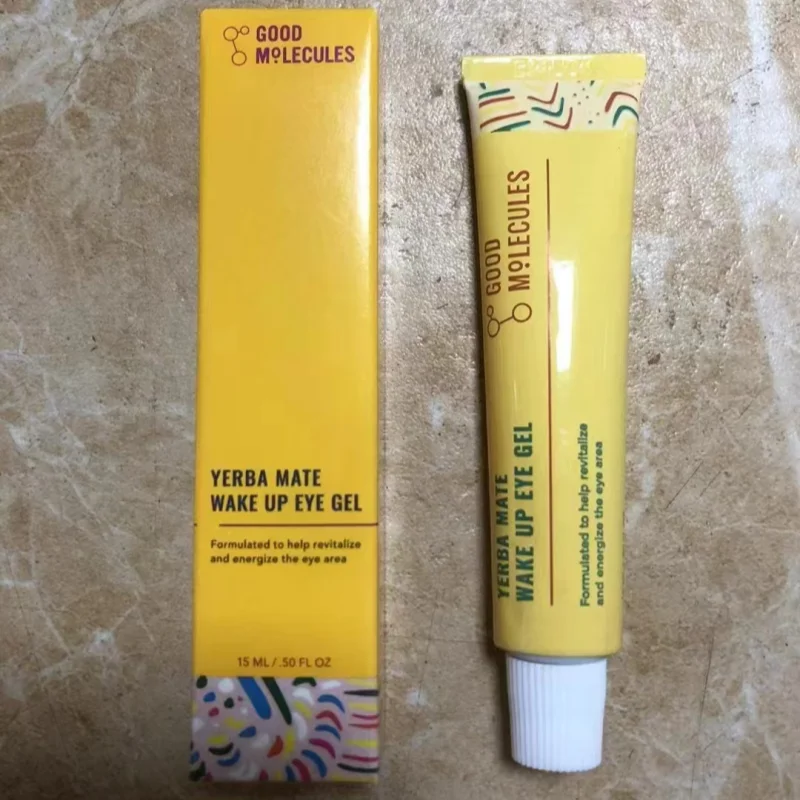 GOOD
MOLECULES
YERBA MATE
WAKE UP EYE GEL
Formulated to help revitalize
and energize the eye area
15 ML / .50 FL OZ
GOOD
MOLECULES
YERBA MATE
WAKE UP EYE GEL
Formulated to help revitalize
and energize the eye area